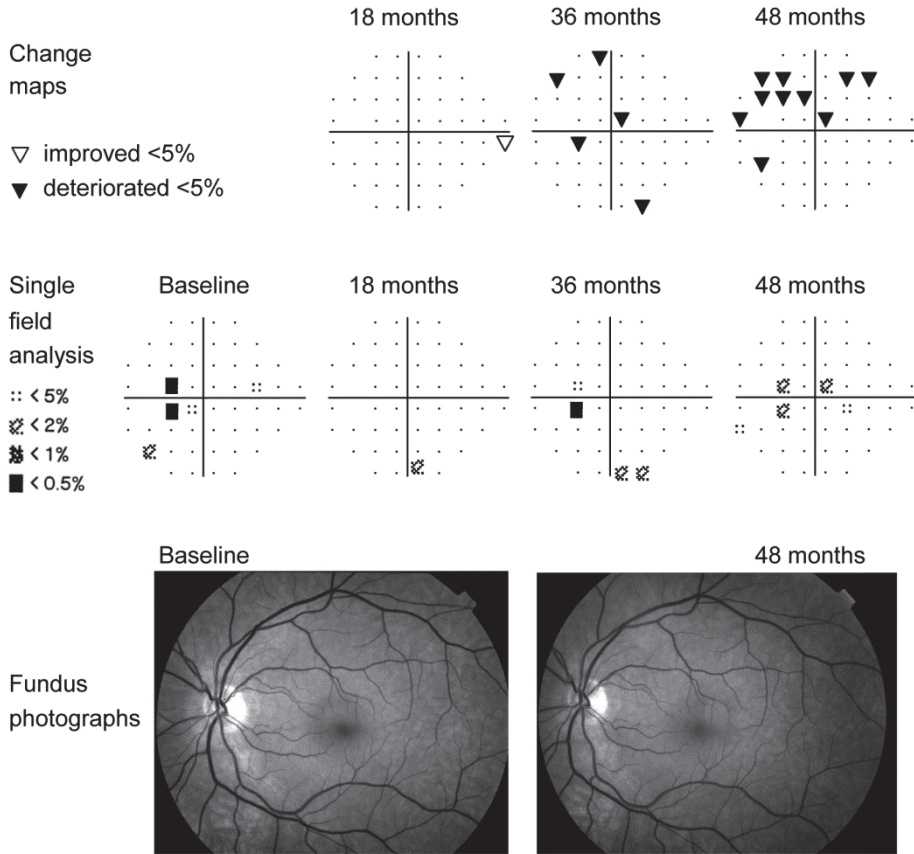 18 months 36 months 48 months
Change
maps
▽ improved <5%
▼ deteriorated <5%
Single
field
analysis
Baseline 18 months 36 months 48 months
< 5%
< 2%
< 1%
< 0.5%
Baseline 48 months
Fundus
photographs